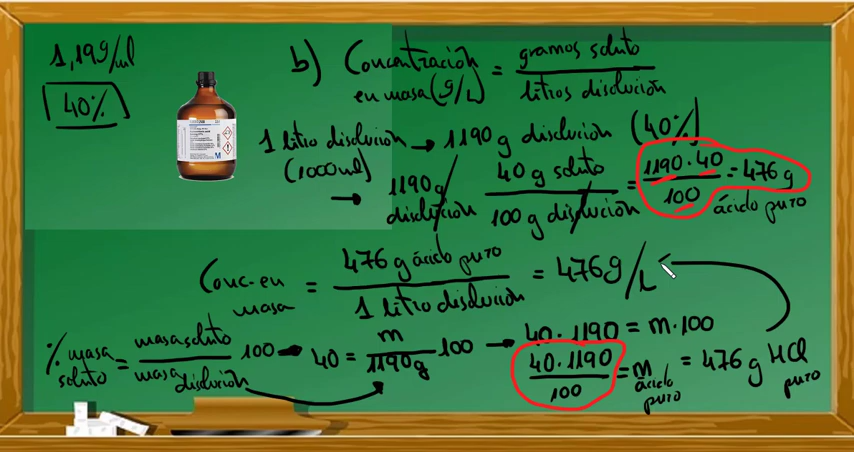 1,19g/ml
40%
b) Concentración en masa (g/L) = gramos soluto / litros disolución
1 litro disolución → 1190 g disolución (40%)
(1000ml)
→ 1190g disolución 40 g soluto / 100 g disolución = 1190 · 40 / 100 = 476 g ácido puro
Conc. en masa = 476 g ácido puro / 1 litro disolución = 476g/L
% masa soluto = masa soluto / masa disolución 100 → 40 = m / 1190g 100 → 40 · 1190 = m · 100
40 · 1190 / 100 = m ácido puro = 476 g HCl puro